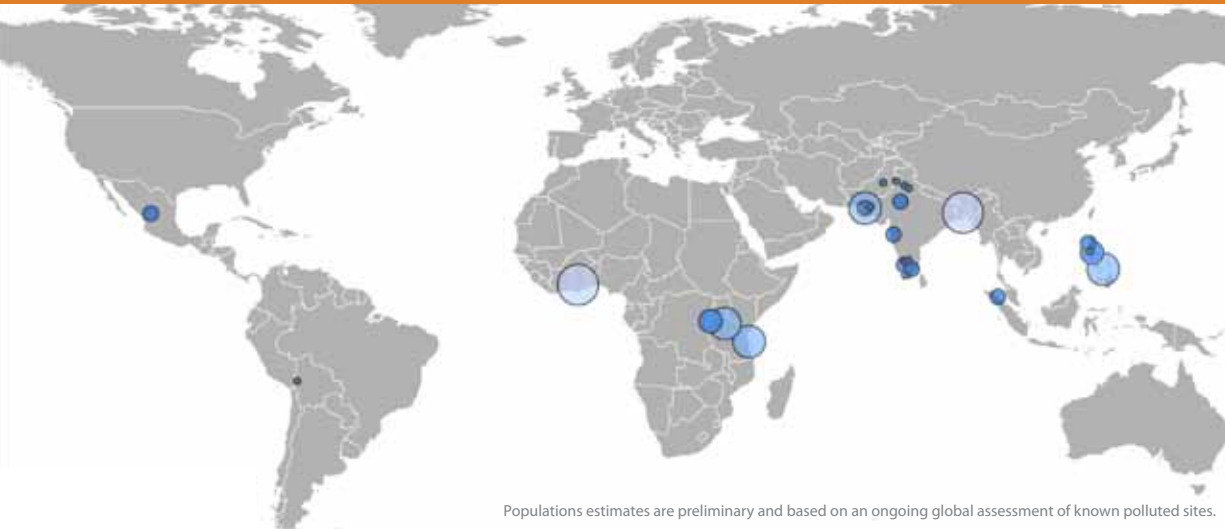 Populations estimates are preliminary and based on an ongoing global assessment of known polluted sites.